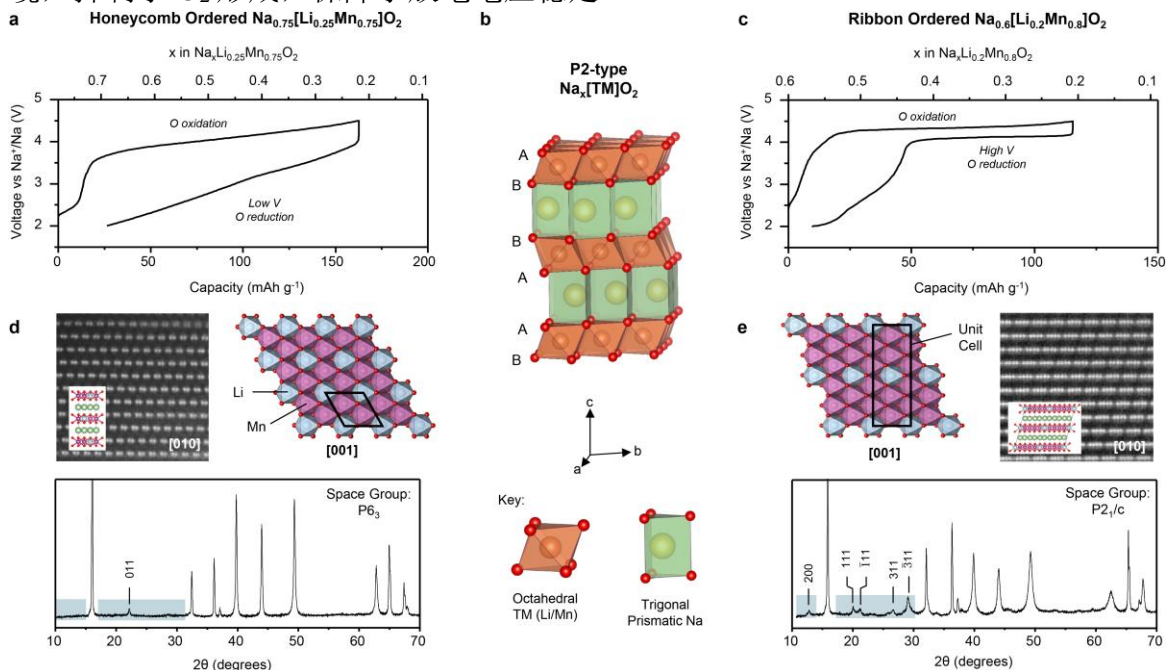 a Honeycomb Ordered Na0.75[Li0.25Mn0.75]O2
x in NaxLi0.25Mn0.75O2
0.7 0.6 0.5 0.4 0.3 0.2 0.1
5
4
3
2
Voltage vs Na⁺/Na (V)
O oxidation
Low V
O reduction
0 50 100 150 200
Capacity (mAh g⁻¹)
b
P2-type
Nax[TM]O2
A
B
B
A
A
B
c
b
a
Key:
Octahedral
TM (Li/Mn)
Trigonal
Prismatic Na
c Ribbon Ordered Na0.6[Li0.2Mn0.8]O2
x in NaxLi0.2Mn0.8O2
0.6 0.5 0.4 0.3 0.2 0.1
5
4
3
2
Voltage vs Na⁺/Na (V)
O oxidation
High V
O reduction
0 50 100 150
Capacity (mAh g⁻¹)
d
[010]
Li
Mn
[001]
Space Group:
P6₃
011
10 20 30 40 50 60 70
2θ (degrees)
e
Unit
Cell
[001]
[010]
Space Group:
P2₁/c
200
111
1̄11
311
3̄11
10 20 30 40 50 60 70
2θ (degrees)